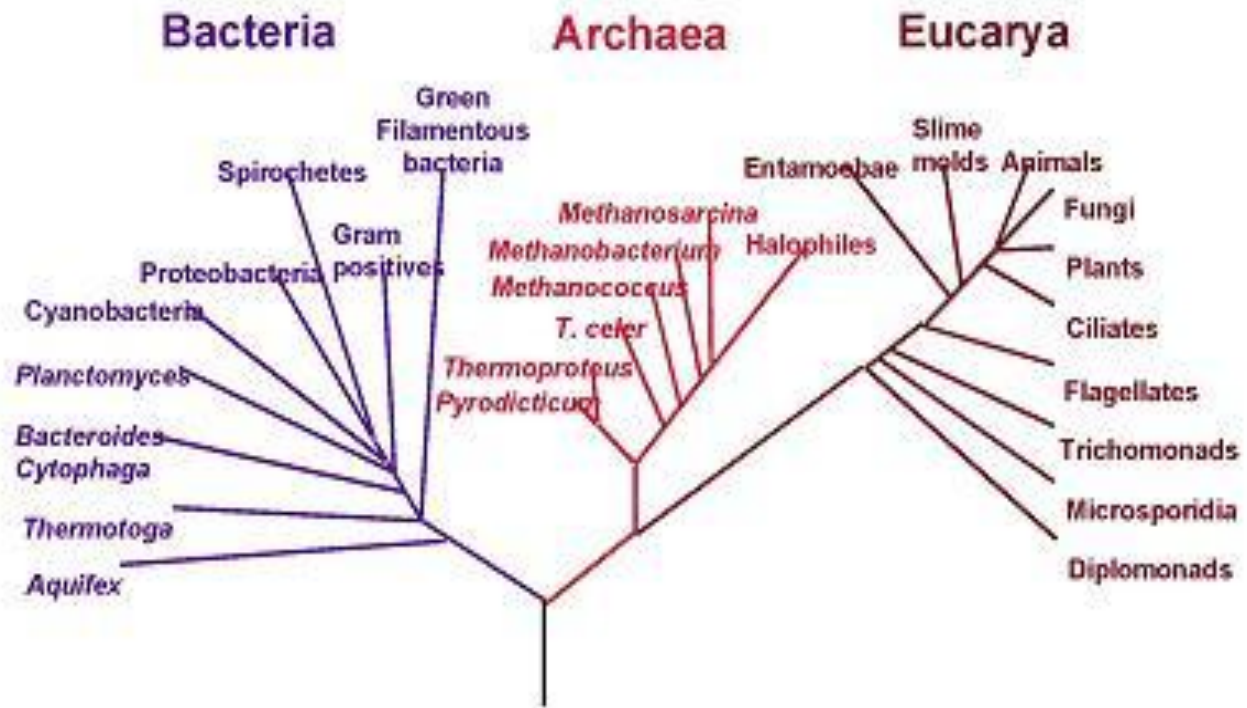 Bacteria
Archaea
Eucarya
Green
Filamentous
bacteria
Spirochetes
Gram
positives
Proteobacteria
Cyanobacteria
Planctomyces
Bacteroides
Cytophaga
Thermotoga
Aquifex
Methanosarcina
Methanobacterium
Halophiles
Methanococcus
T. celer
Thermoproteus
Pyrodicticum
Entamoebae
Slime
molds
Animals
Fungi
Plants
Ciliates
Flagellates
Trichomonads
Microsporidia
Diplomonads